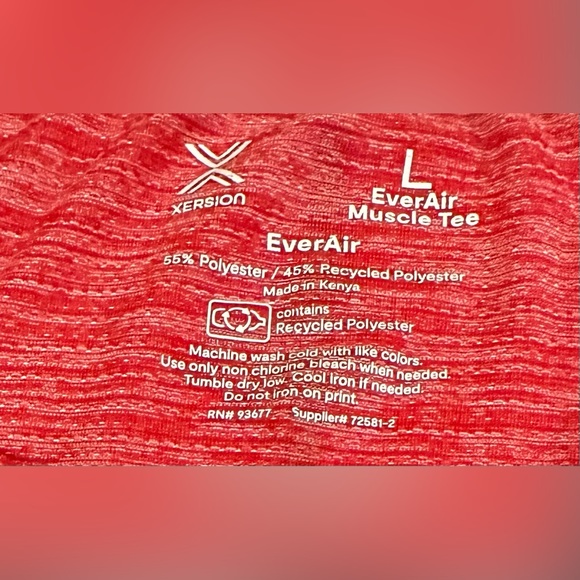 XERSION
L
EverAir
Muscle Tee
EverAir
55% Polyester / 45% Recycled Polyester
Made in Kenya
contains
Recycled Polyester
Machine wash cold with like colors.
Use only non chlorine bleach when needed.
Tumble dry low. Cool iron if needed.
Do not iron on print.
RN# 93677 Supplier# 72581-2